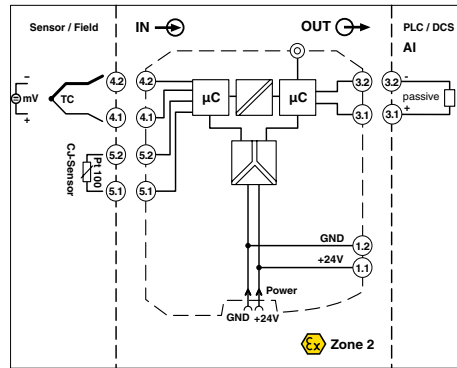 Sensor / Field
IN
OUT
PLC / DCS
AI
− mV +
TC
4.2
4.1
5.2
5.1
CJ-Sensor
Pt 100
4.2
4.1
5.2
5.1
µC
µC
3.2
3.1
3.2
3.1
-
passive
+
GND
1.2
+24V
1.1
Power
GND +24V
Ex Zone 2